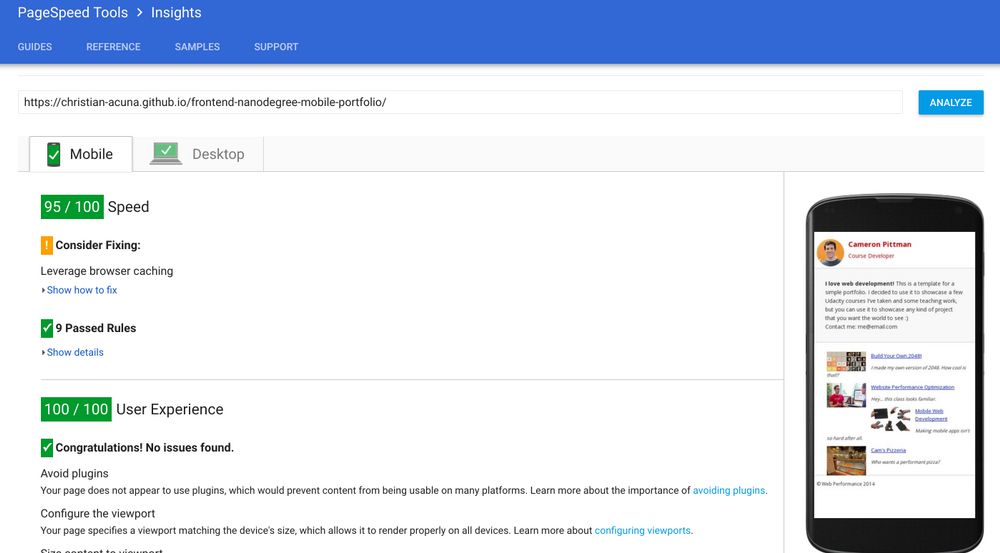 PageSpeed Tools > Insights
GUIDES REFERENCE SAMPLES SUPPORT
https://christian-acuna.github.io/frontend-nanodegree-mobile-portfolio/
ANALYZE
Mobile
Desktop
95 / 100 Speed
! Consider Fixing:
Leverage browser caching
Show how to fix
9 Passed Rules
Show details
100 / 100 User Experience
Congratulations! No issues found.
Avoid plugins
Your page does not appear to use plugins, which would prevent content from being usable on many platforms. Learn more about the importance of avoiding plugins.
Configure the viewport
Your page specifies a viewport matching the device's size, which allows it to render properly on all devices. Learn more about configuring viewports.
Size content to viewport
Cameron Pittman
Course Developer
I love web development! This is a template for a
simple portfolio. I decided to use it to showcase a few
Udacity courses I've taken and some teaching work,
but you can use it to showcase any kind of project
that you want the world to see :)
Contact me: me@email.com
Build Your Own 2048!
I made my own version of 2048. How cool is
that!?
Website Performance Optimization
Hey... this class looks familiar.
Mobile Web
Development
Making mobile apps isn't
so hard after all.
Cam's Pizzeria
Who wants a performant pizza?
© Web Performance 2014